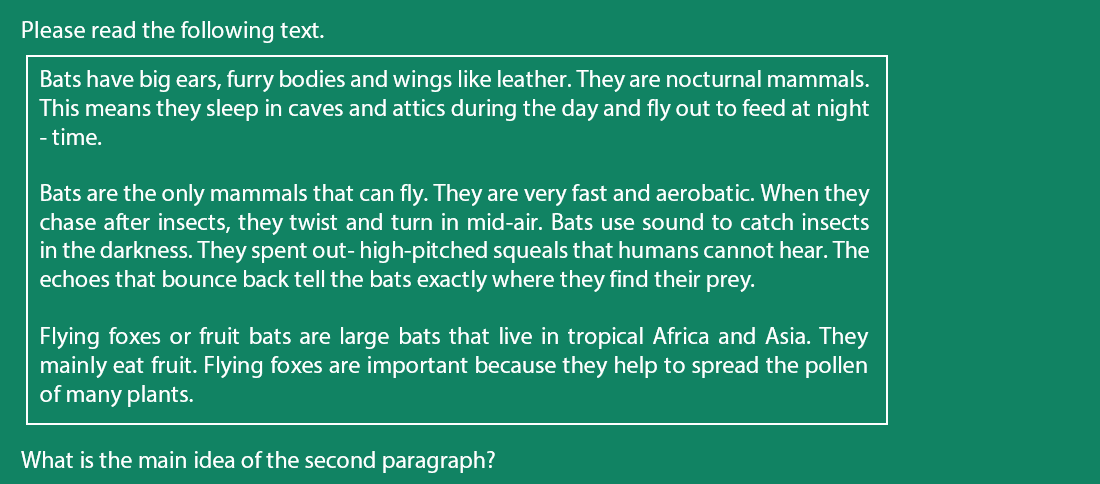 Please read the following text.
Bats have big ears, furry bodies and wings like leather. They are nocturnal mammals.
This means they sleep in caves and attics during the day and fly out to feed at night
- time.
Bats are the only mammals that can fly. They are very fast and aerobatic. When they
chase after insects, they twist and turn in mid-air. Bats use sound to catch insects
in the darkness. They spent out- high-pitched squeals that humans cannot hear. The
echoes that bounce back tell the bats exactly where they find their prey.
Flying foxes or fruit bats are large bats that live in tropical Africa and Asia. They
mainly eat fruit. Flying foxes are important because they help to spread the pollen
of many plants.
What is the main idea of the second paragraph?